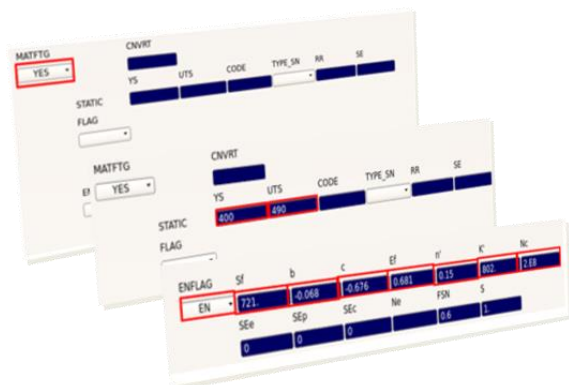 MATFTG
CNVRT
YES
YS UTS CODE TYPE_SN RR SE
STATIC
FLAG
MATFTG
CNVRT
YES
YS UTS CODE TYPE_SN RR SE
400 490
STATIC
FLAG
ENFLAG Sf b c Ef n' K' Nc
EN 721. -0.068 -0.676 0.681 0.15 802. 2.E8
SEe SEp SEc Ne FSN S
0 0 0 0.6 1.